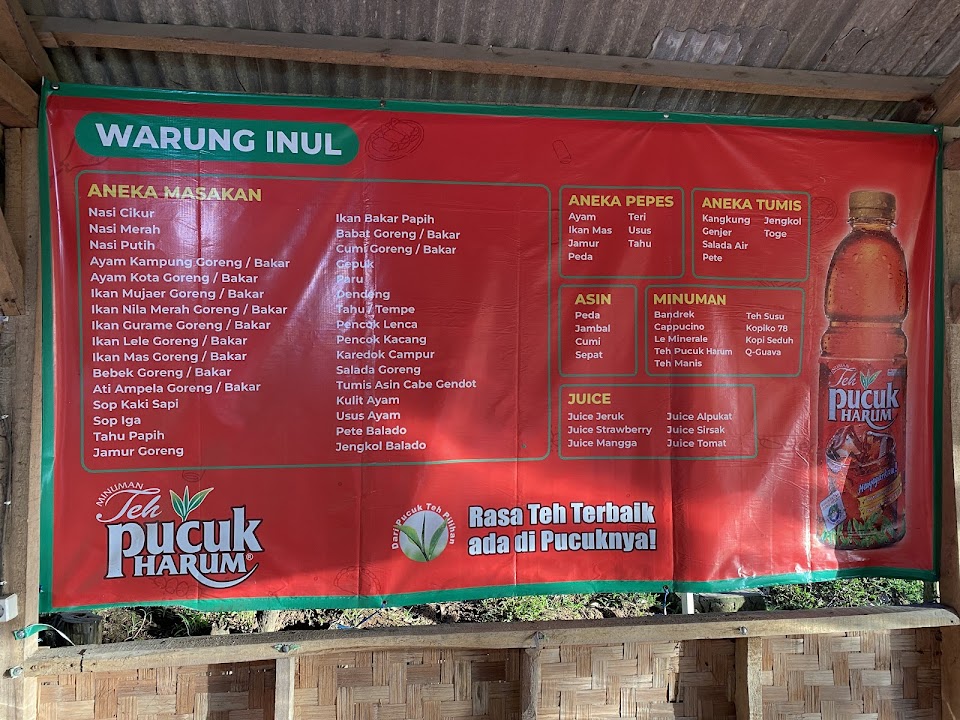 WARUNG INUL
ANEKA MASAKAN
Nasi Cikur
Nasi Merah
Nasi Putih
Ayam Kampung Goreng / Bakar
Ayam Kota Goreng / Bakar
Ikan Mujaer Goreng / Bakar
Ikan Nila Merah Goreng / Bakar
Ikan Gurame Goreng / Bakar
Ikan Lele Goreng / Bakar
Ikan Mas Goreng / Bakar
Bebek Goreng / Bakar
Ati Ampela Goreng / Bakar
Sop Kaki Sapi
Sop Iga
Tahu Papih
Jamur Goreng
Ikan Bakar Papih
Babat Goreng / Bakar
Cumi Goreng / Bakar
Gepuk
Paru
Dendeng
Tahu / Tempe
Pencok Lenca
Pencok Kacang
Karedok Campur
Salada Goreng
Tumis Asin Cabe Gendot
Kulit Ayam
Usus Ayam
Pete Balado
Jengkol Balado
ANEKA PEPES
Ayam
Ikan Mas
Jamur
Peda
Teri
Usus
Tahu
ANEKA TUMIS
Kangkung
Genjer
Salada Air
Pete
Jengkol
Toge
ASIN
Peda
Jambal
Cumi
Sepat
MINUMAN
Bandrek
Cappucino
Le Minerale
Teh Pucuk Harum
Teh Manis
Teh Susu
Kopiko 78
Kopi Seduh
Q-Guava
JUICE
Juice Jeruk
Juice Strawberry
Juice Mangga
Juice Alpukat
Juice Sirsak
Juice Tomat
MINUMAN
Teh
pucuk
HARUM®
Dari Pucuk Teh Pilihan
Rasa Teh Terbaik
ada di Pucuknya!
Teh
pucuk
HARUM